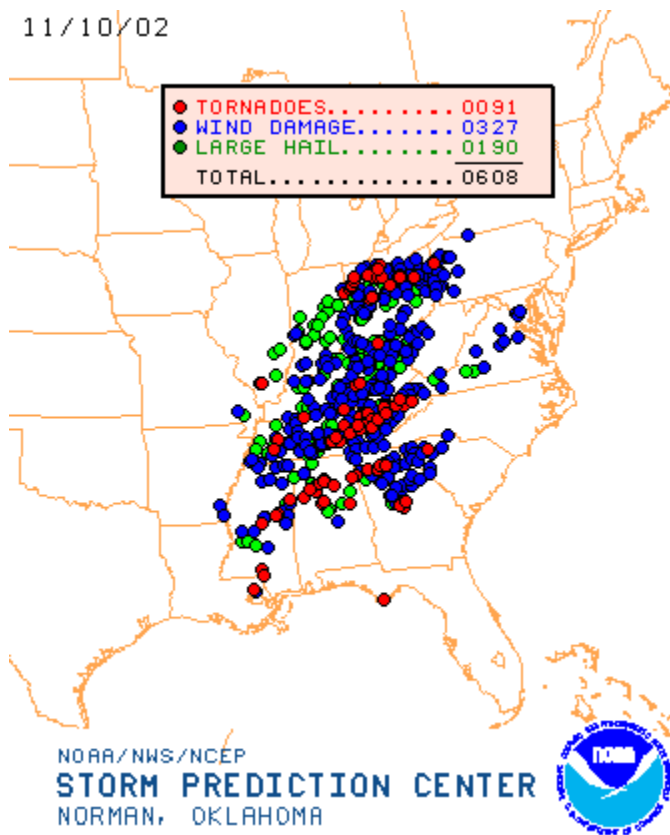 11/10/02
TORNADOES.........0091
WIND DAMAGE.......0327
LARGE HAIL........0190
TOTAL.............0608
NOAA/NWS/NCEP
STORM PREDICTION CENTER
NORMAN, OKLAHOMA
noaa